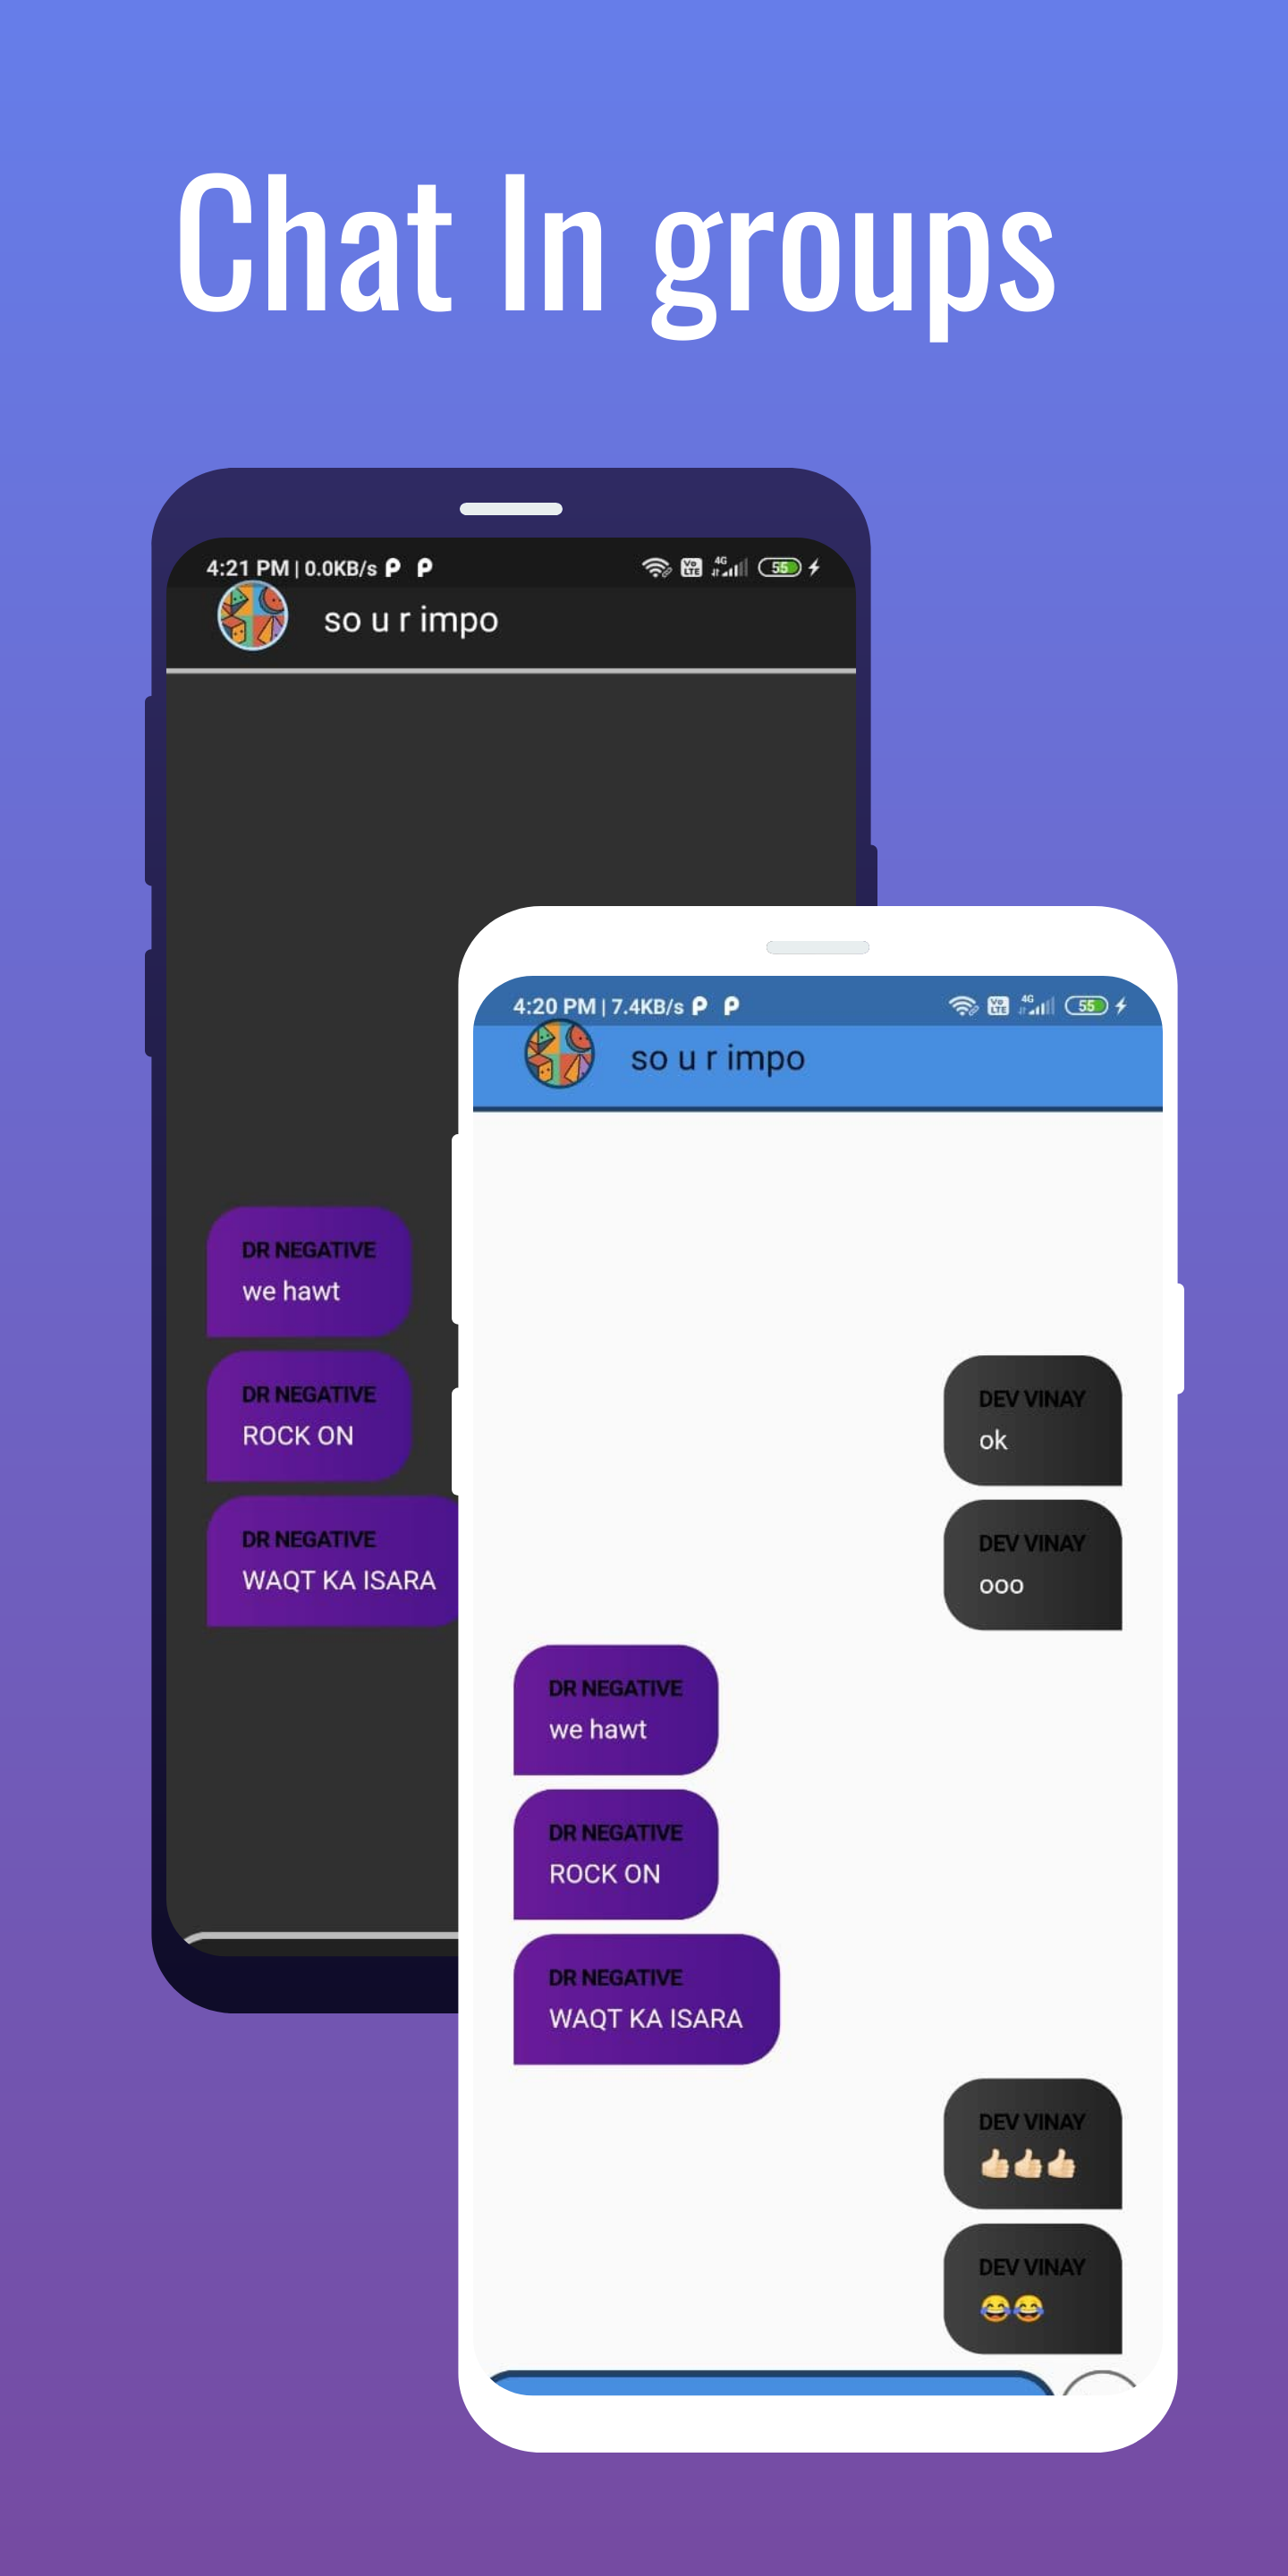 Chat In groups
4:21 PM | 0.0KB/s
Vo LTE
4G
55
so u r impo
DR NEGATIVE
we hawt
DR NEGATIVE
ROCK ON
DR NEGATIVE
WAQT KA ISARA
4:20 PM | 7.4KB/s
Vo LTE
4G
55
so u r impo
DEV VINAY
ok
DEV VINAY
ooo
DR NEGATIVE
we hawt
DR NEGATIVE
ROCK ON
DR NEGATIVE
WAQT KA ISARA
DEV VINAY
👍🏻👍🏻👍🏻
DEV VINAY
😂😂